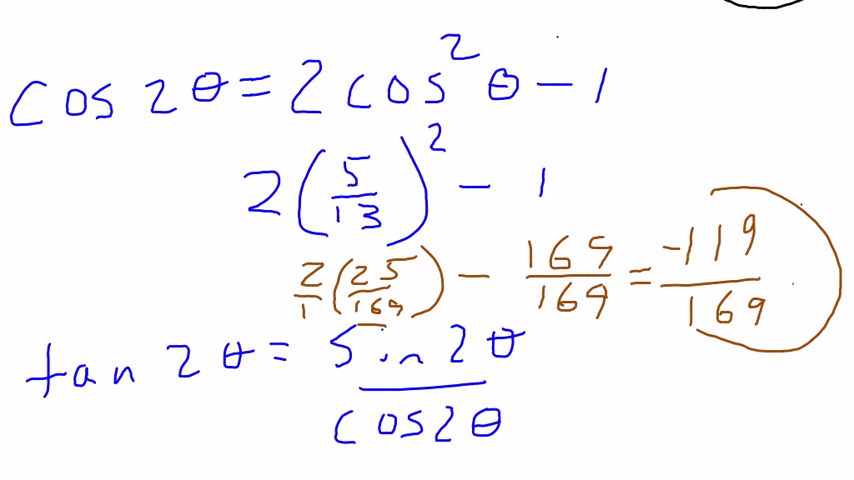 cos 2θ = 2 cos² θ − 1
2(5/13)² − 1
2/1 (25/169) − 169/169 = -119/169
tan 2θ = sin 2θ / cos 2θ